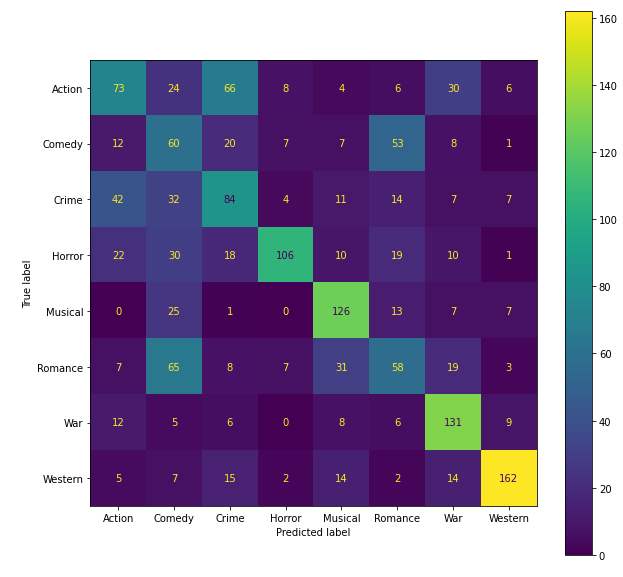 160
140
120
100
80
60
40
20
0
True label
Action 73 24 66 8 4 6 30 6
Comedy 12 60 20 7 7 53 8 1
Crime 42 32 84 4 11 14 7 7
Horror 22 30 18 106 10 19 10 1
Musical 0 25 1 0 126 13 7 7
Romance 7 65 8 7 31 58 19 3
War 12 5 6 0 8 6 131 9
Western 5 7 15 2 14 2 14 162
Action Comedy Crime Horror Musical Romance War Western
Predicted label